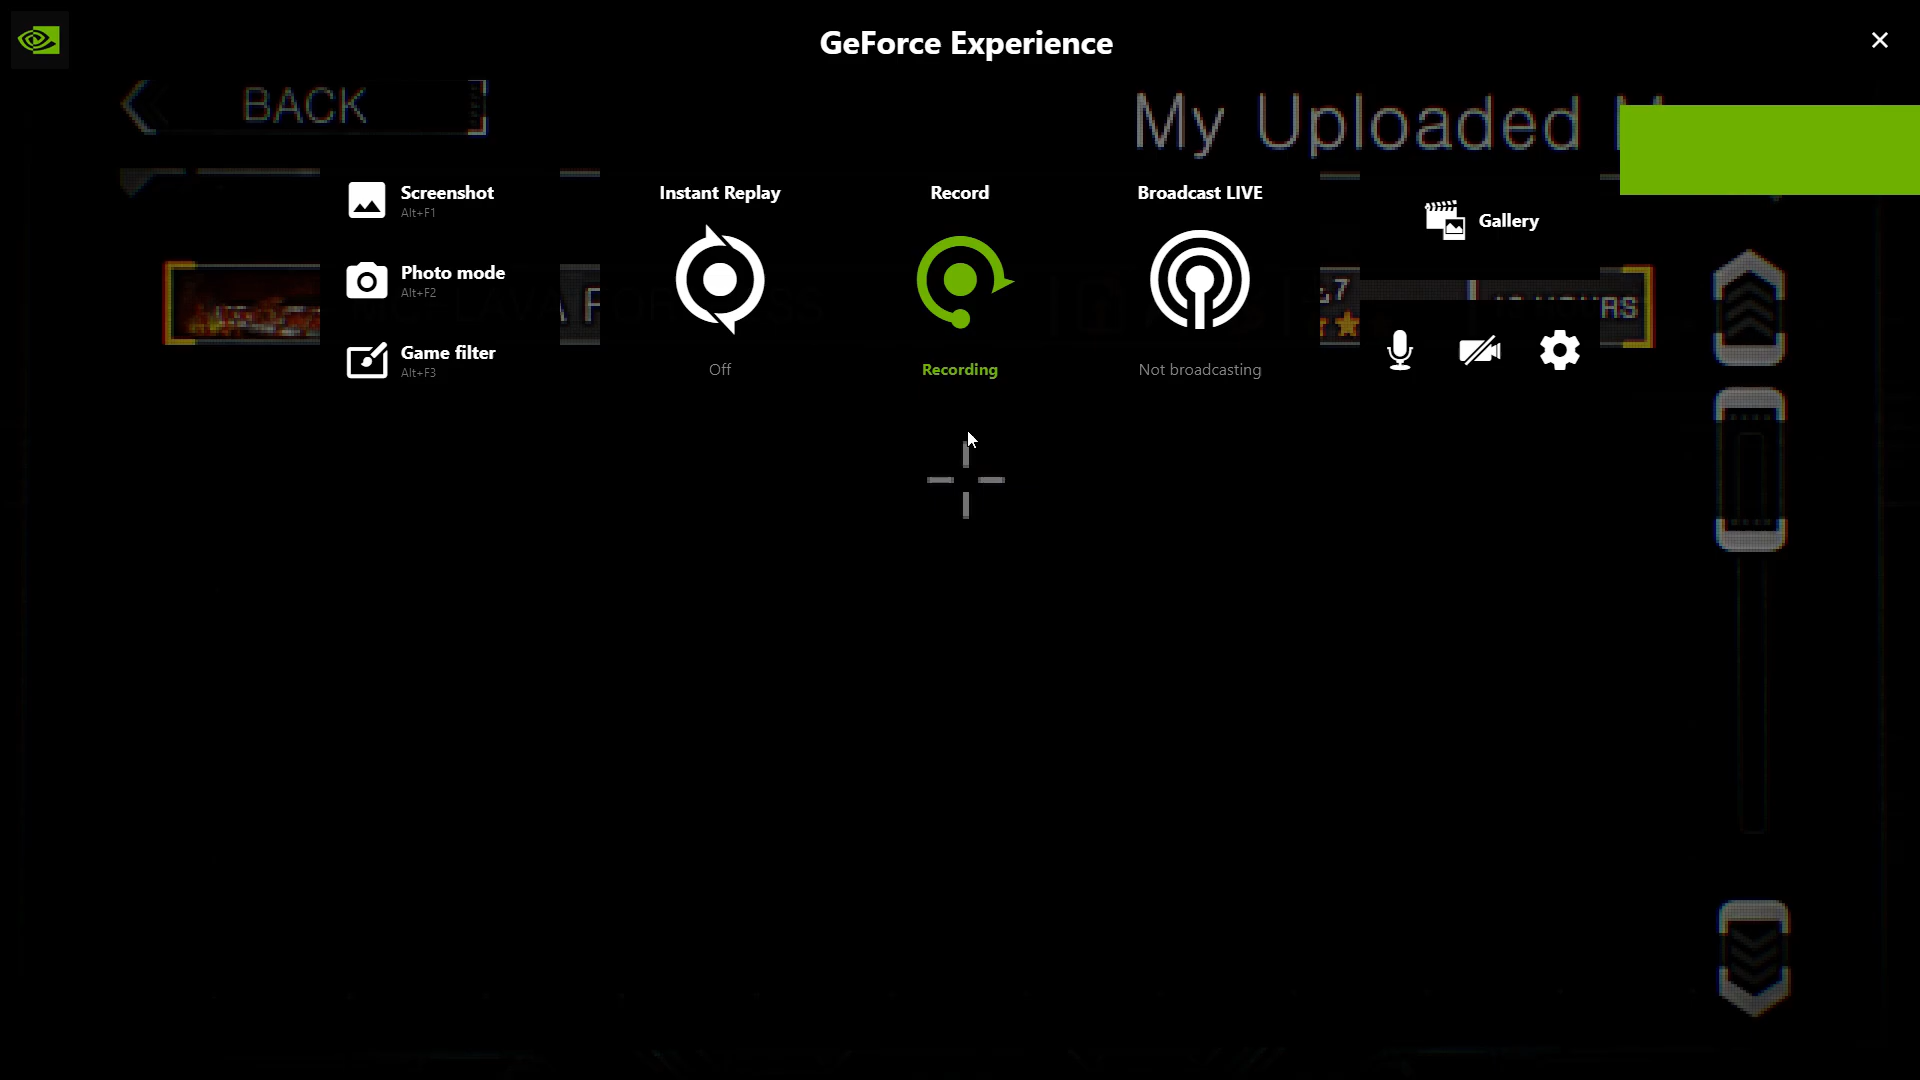 GeForce Experience
BACK
My Uploaded
Screenshot
Alt+F1
Instant Replay
Record
Broadcast LIVE
Gallery
Photo mode
Alt+F2
Game filter
Alt+F3
Off
Recording
Not broadcasting